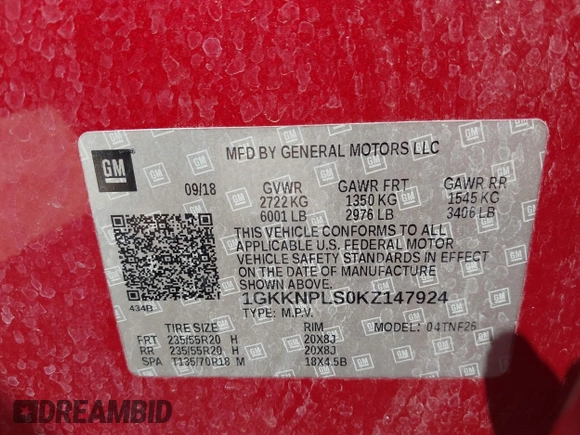 GM
MFD BY GENERAL MOTORS LLC
09/18
GVWR GAWR FRT GAWR RR
2722 KG 1350 KG 1545 KG
6001 LB 2976 LB 3406 LB
THIS VEHICLE CONFORMS TO ALL
APPLICABLE U.S. FEDERAL MOTOR
VEHICLE SAFETY STANDARDS IN EFFECT
ON THE DATE OF MANUFACTURE
SHOWN ABOVE.
434B
1GKKNPLS0KZ147924
TYPE: M.P.V. MODEL: 04TNF26
TIRE SIZE RIM
FRT 235/55R20 H 20X8J
RR 235/55R20 H 20X8J
SPA T135/70R18 M 18X4.5B
DREAMBID